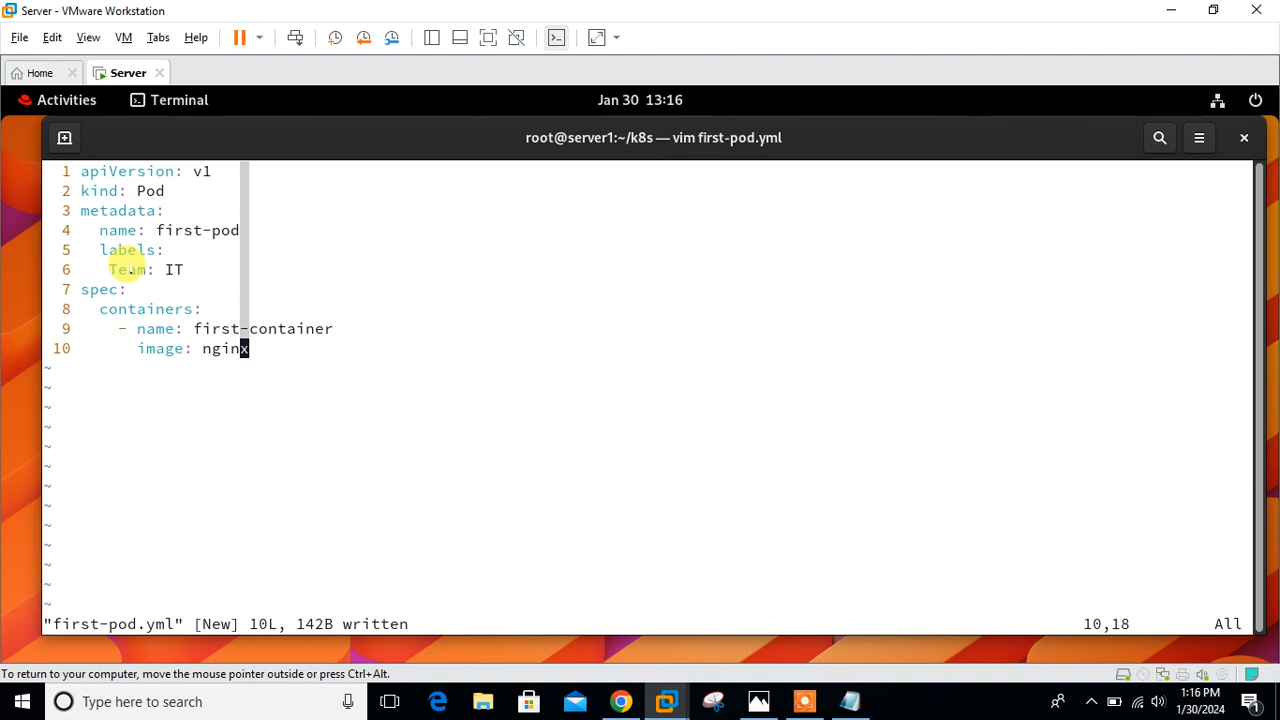 Server - VMware Workstation
File Edit View VM Tabs Help
Home Server
Activities Terminal Jan 30 13:16
root@server1:~/k8s — vim first-pod.yml
1 apiVersion: v1
2 kind: Pod
3 metadata:
4   name: first-pod
5   labels:
6    Team: IT
7 spec:
8   containers:
9     - name: first-container
10       image: nginx
~
~
~
~
~
~
~
~
~
~
~
~
~
"first-pod.yml" [New] 10L, 142B written 10,18 All
To return to your computer, move the mouse pointer outside or press Ctrl+Alt.
Type here to search
1:16 PM
1/30/2024
1